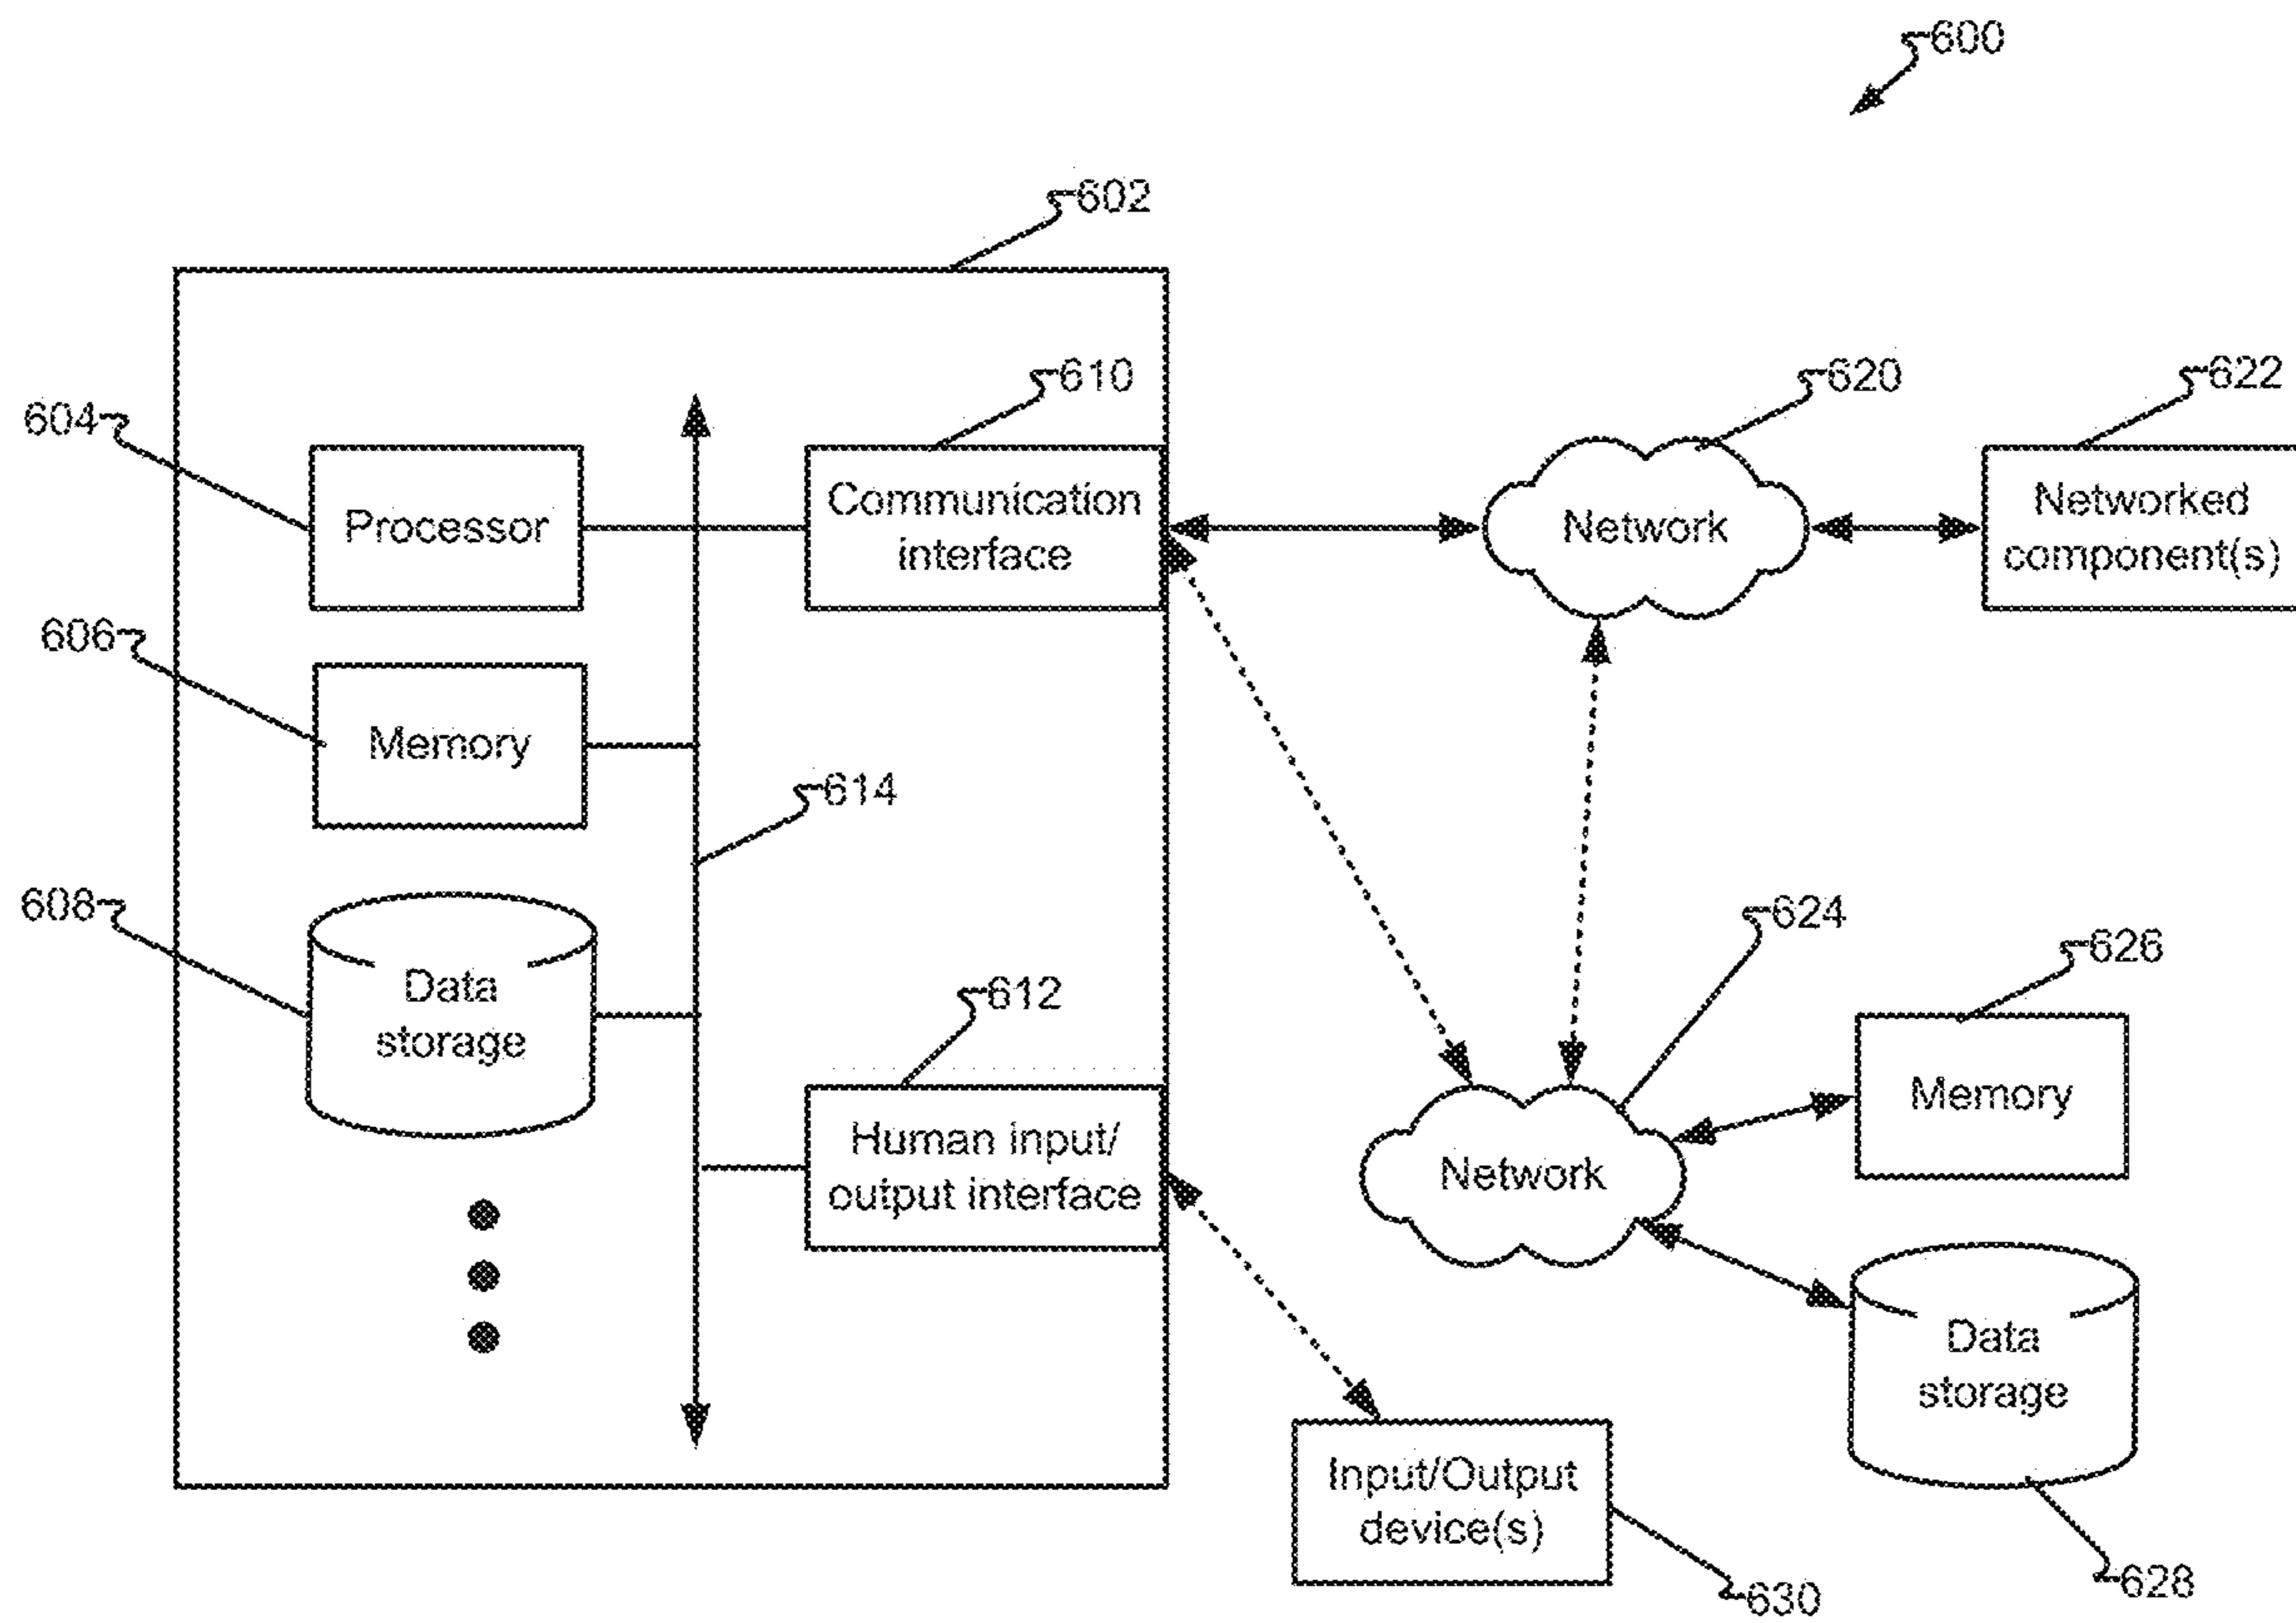 600
602
610
620
622
604
Processor
Communication
interface
Network
Networked
component(s)
606
Memory
614
608
Data
storage
612
624
626
Human input/
output interface
Network
Memory
Data
storage
Input/Output
device(s)
630
628